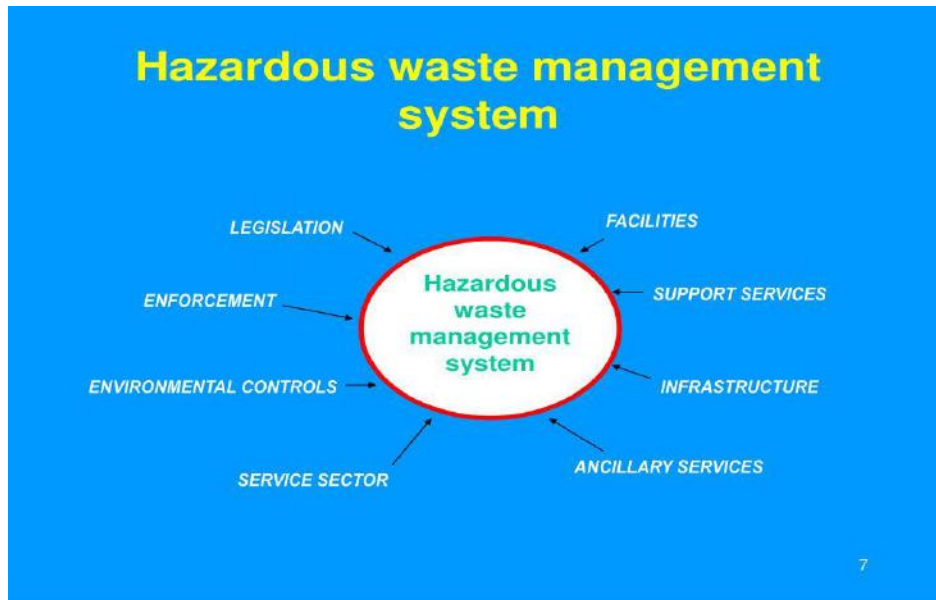 Hazardous waste management
system
LEGISLATION
FACILITIES
ENFORCEMENT
SUPPORT SERVICES
Hazardous
waste
management
system
ENVIRONMENTAL CONTROLS
INFRASTRUCTURE
SERVICE SECTOR
ANCILLARY SERVICES
7